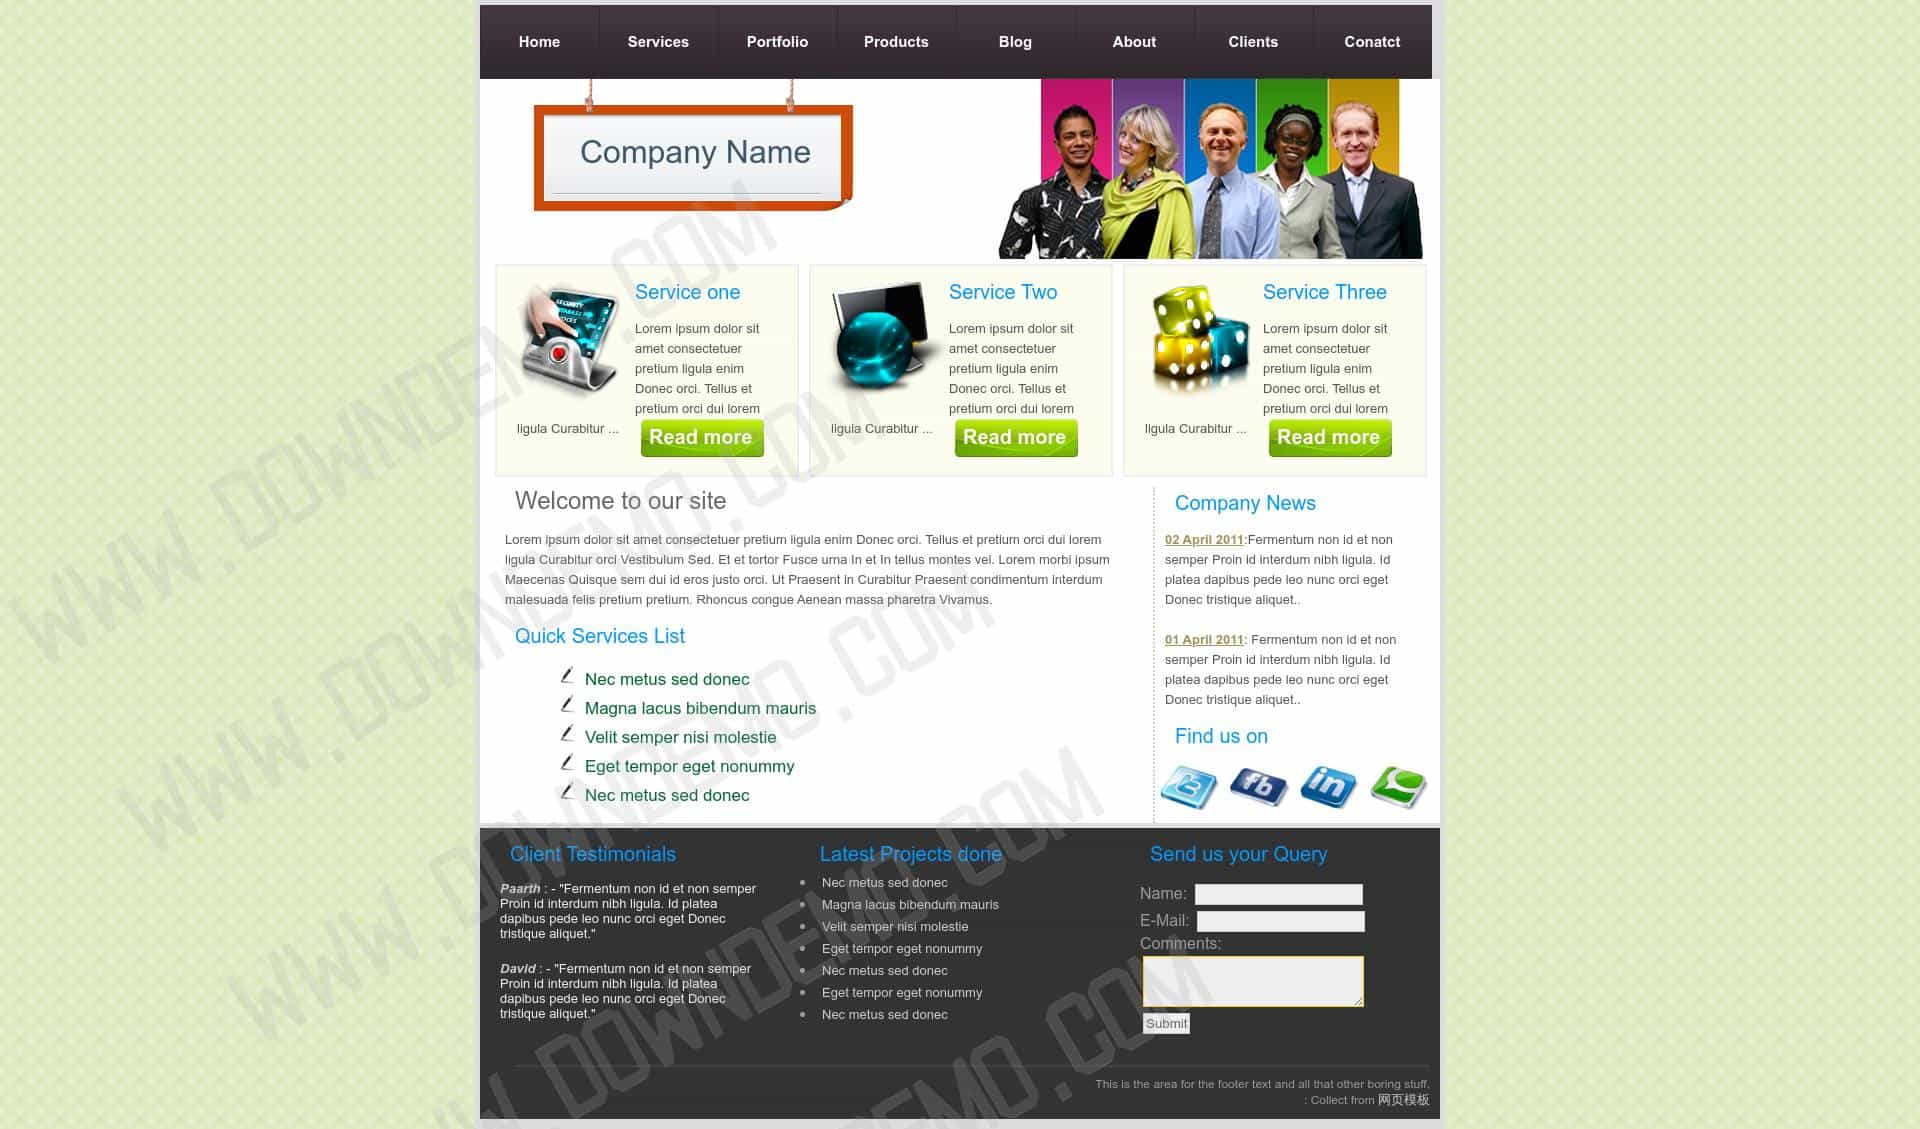 Home Services Portfolio Products Blog About Clients Conatct
Company Name
Service one
Lorem ipsum dolor sit
amet consectetuer
pretium ligula enim
Donec orci. Tellus et
pretium orci dui lorem
ligula Curabitur ...
Read more
Service Two
Lorem ipsum dolor sit
amet consectetuer
pretium ligula enim
Donec orci. Tellus et
pretium orci dui lorem
ligula Curabitur ...
Read more
Service Three
Lorem ipsum dolor sit
amet consectetuer
pretium ligula enim
Donec orci. Tellus et
pretium orci dui lorem
ligula Curabitur ...
Read more
Welcome to our site
Lorem ipsum dolor sit amet consectetuer pretium ligula enim Donec orci. Tellus et pretium orci dui lorem
ligula Curabitur orci Vestibulum Sed. Et et tortor Fusce urna In et In tellus montes vel. Lorem morbi ipsum
Maecenas Quisque sem dui id eros justo orci. Ut Praesent in Curabitur Praesent condimentum interdum
malesuada felis pretium pretium. Rhoncus congue Aenean massa pharetra Vivamus.
Quick Services List
Nec metus sed donec
Magna lacus bibendum mauris
Velit semper nisi molestie
Eget tempor eget nonummy
Nec metus sed donec
Company News
02 April 2011:Fermentum non id et non
semper Proin id interdum nibh ligula. Id
platea dapibus pede leo nunc orci eget
Donec tristique aliquet..
01 April 2011: Fermentum non id et non
semper Proin id interdum nibh ligula. Id
platea dapibus pede leo nunc orci eget
Donec tristique aliquet..
Find us on
fb in
Client Testimonials
Paarth : - "Fermentum non id et non semper
Proin id interdum nibh ligula. Id platea
dapibus pede leo nunc orci eget Donec
tristique aliquet."
David : - "Fermentum non id et non semper
Proin id interdum nibh ligula. Id platea
dapibus pede leo nunc orci eget Donec
tristique aliquet."
Latest Projects done
Nec metus sed donec
Magna lacus bibendum mauris
Velit semper nisi molestie
Eget tempor eget nonummy
Nec metus sed donec
Eget tempor eget nonummy
Nec metus sed donec
Send us your Query
Name:
E-Mail:
Comments:
Submit
This is the area for the footer text and all that other boring stuff.
: Collect from 网页模板
WWW.DOWNDEMO.COM
WWW.DOWNDEMO.COM
WWW.DOWNDEMO.COM
WWW.DOWNDEMO.COM